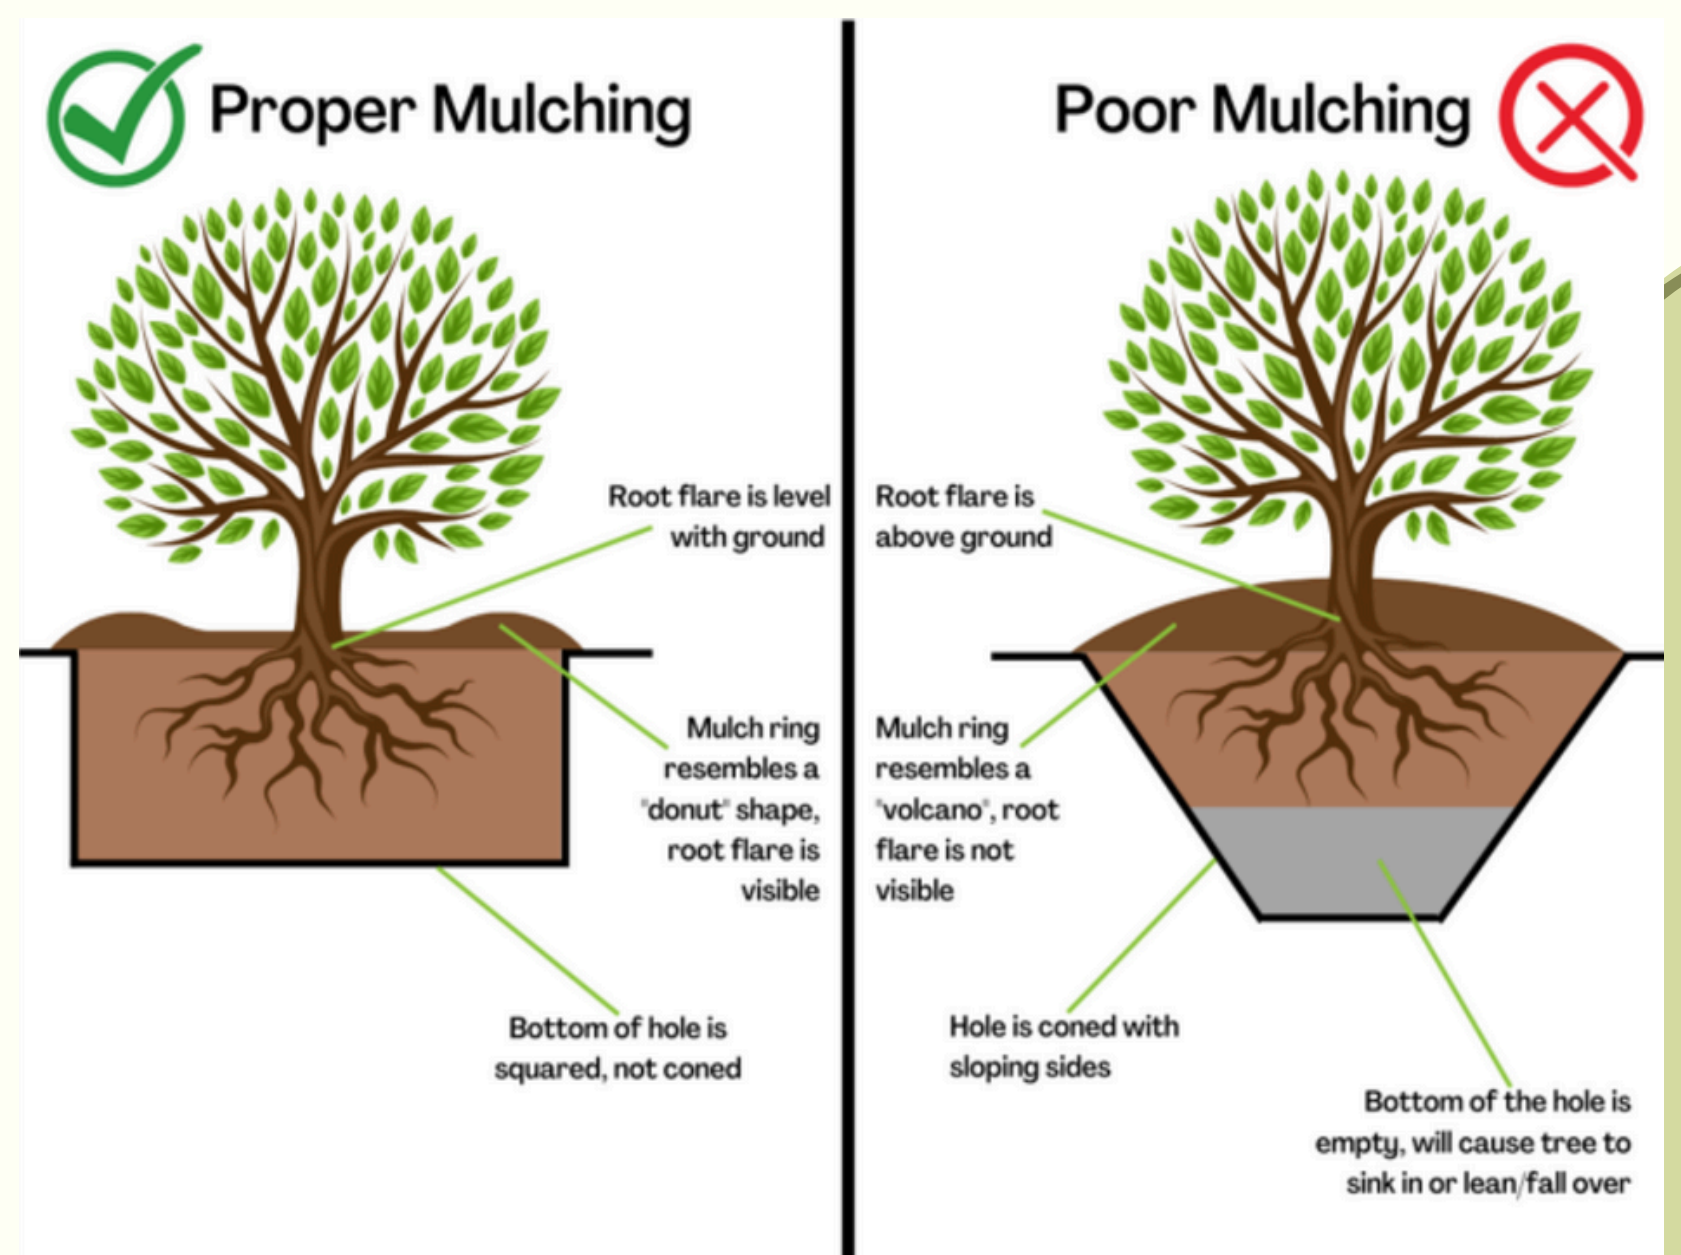 Proper Mulching
Root flare is level
with ground
Mulch ring
resembles a
"donut" shape,
root flare is
visible
Bottom of hole is
squared, not coned
Poor Mulching
Root flare is
above ground
Mulch ring
resembles a
"volcano", root
flare is not
visible
Hole is coned with
sloping sides
Bottom of the hole is
empty, will cause tree to
sink in or lean/fall over